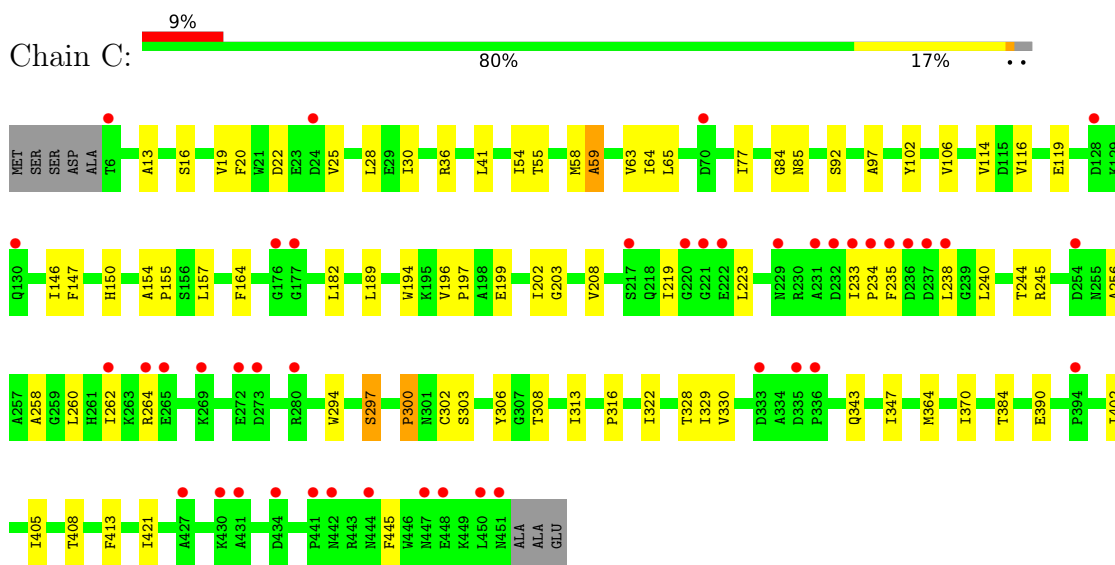 9%
Chain C:
80% 17% • •
MET SER SER ASP ALA T6 A13 S16 V19 F20 W21 D22 E23 D24 V25 L28 E29 I30 R36 L41 I54 T55 M58 A59 V63 I64 L65 D70 I77 G84 N85 S92 A97 Y102 V106 V114 D115 V116 E119 D128 K129
Q130 I146 F147 H150 A154 P155 S156 L157 F164 G176 G177 L182 L189 W194 K195 V196 P197 A198 E199 I202 G203 V208 S217 Q218 I219 G220 G221 E222 L223 N229 R230 A231 D232 I233 P234 F235 D236 D237 L238 G239 L240 T244 R245 D254 N255 A256
A257 A258 G259 L260 H261 I262 K263 R264 E265 K269 E272 D273 R280 W294 S297 P300 N301 C302 S303 Y306 G307 T308 I313 P316 I322 T328 I329 V330 D333 A334 D335 P336 Q343 I347 M364 I370 T384 E390 P394 I402
I405 T408 F413 I421 A427 K430 A431 D434 P441 N442 R443 N444 F445 W446 N447 E448 K449 L450 N451 ALA ALA GLU